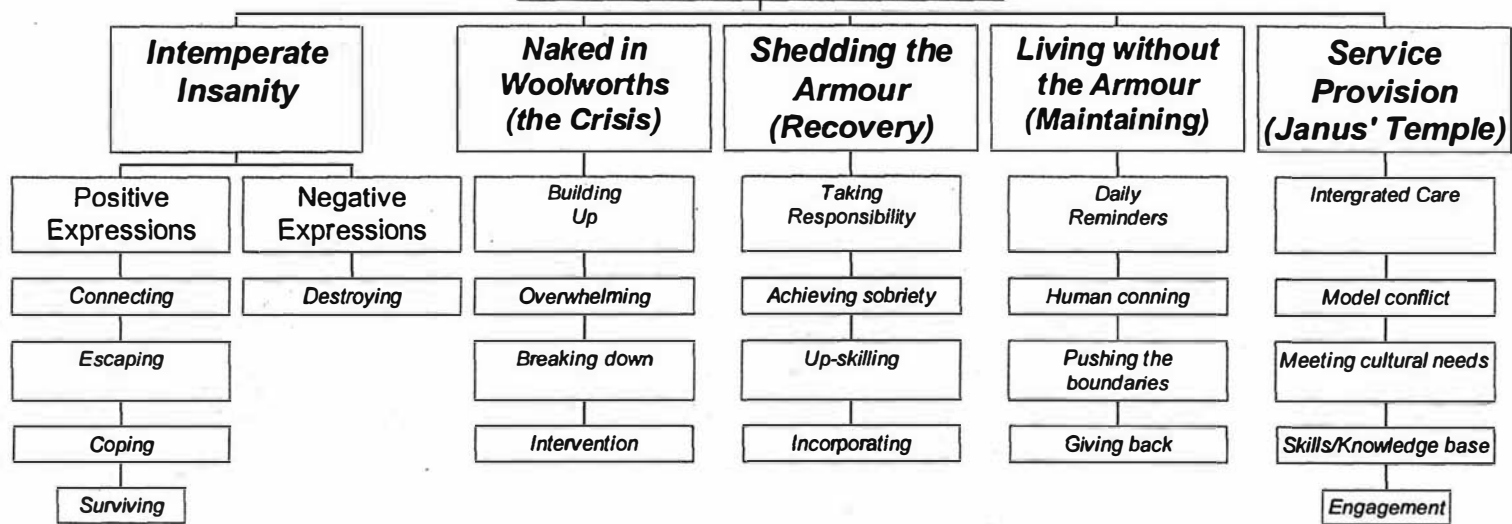 Intemperate
Insanity
Naked in
Woolworths
(the Crisis)
Shedding the
Armour
(Recovery)
Living without
the Armour
(Maintaining)
Service
Provision
(Janus' Temple)
Positive
Expressions
Negative
Expressions
Building
Up
Taking
Responsibility
Daily
Reminders
Intergrated Care
Connecting
Destroying
Overwhelming
Achieving sobriety
Human conning
Model conflict
Escaping
Breaking down
Up-skilling
Pushing the
boundaries
Meeting cultural needs
Coping
Intervention
Incorporating
Giving back
Skills/Knowledge base
Surviving
Engagement